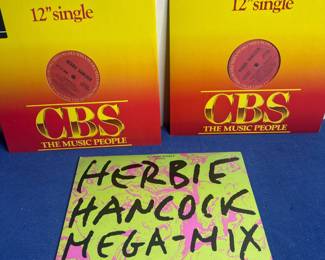 12" single
CBS
THE MUSIC PEOPLE
12" single
CBS
THE MUSIC PEOPLE
HERBIE
HANCOCK
MEGA-MIX